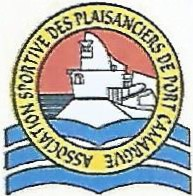 ASSOCIATION SPORTIVE DES PLAISANCIERS DE PORT CAMARGUE